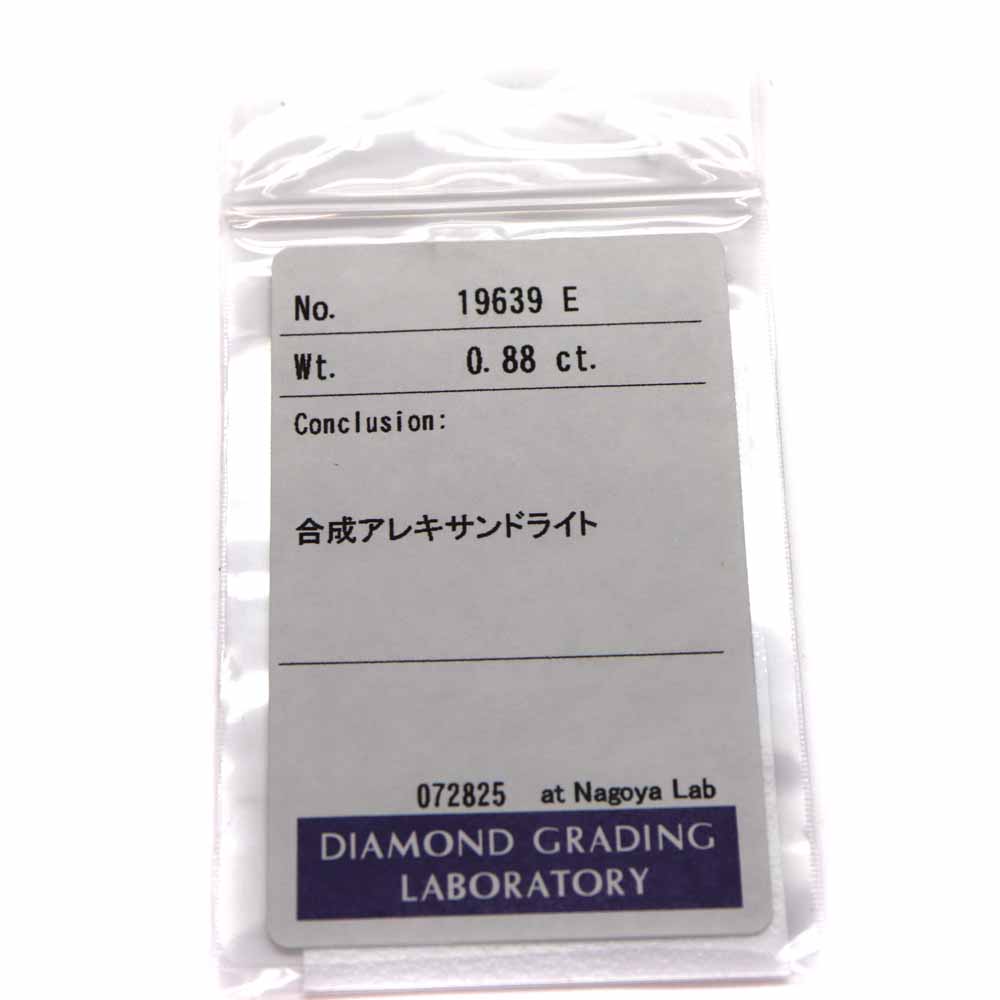 No. 19639 E
Wt. 0.88 ct.
Conclusion:
合成アレキサンドライト
072825 at Nagoya Lab
DIAMOND GRADING
LABORATORY